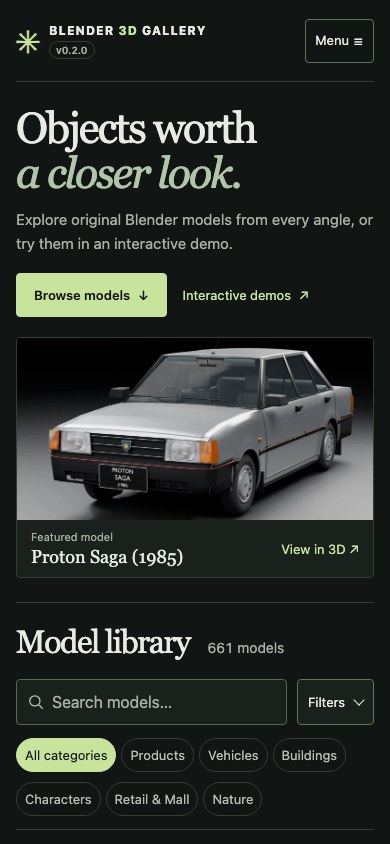 BLENDER 3D GALLERY
v0.2.0
Menu
Objects worth
a closer look.
Explore original Blender models from every angle, or
try them in an interactive demo.
Browse models ↓
Interactive demos ↗
PROTON
SAGA
(1985)
Featured model
Proton Saga (1985)
View in 3D ↗
Model library
661 models
Search models...
Filters
All categories
Products
Vehicles
Buildings
Characters
Retail & Mall
Nature